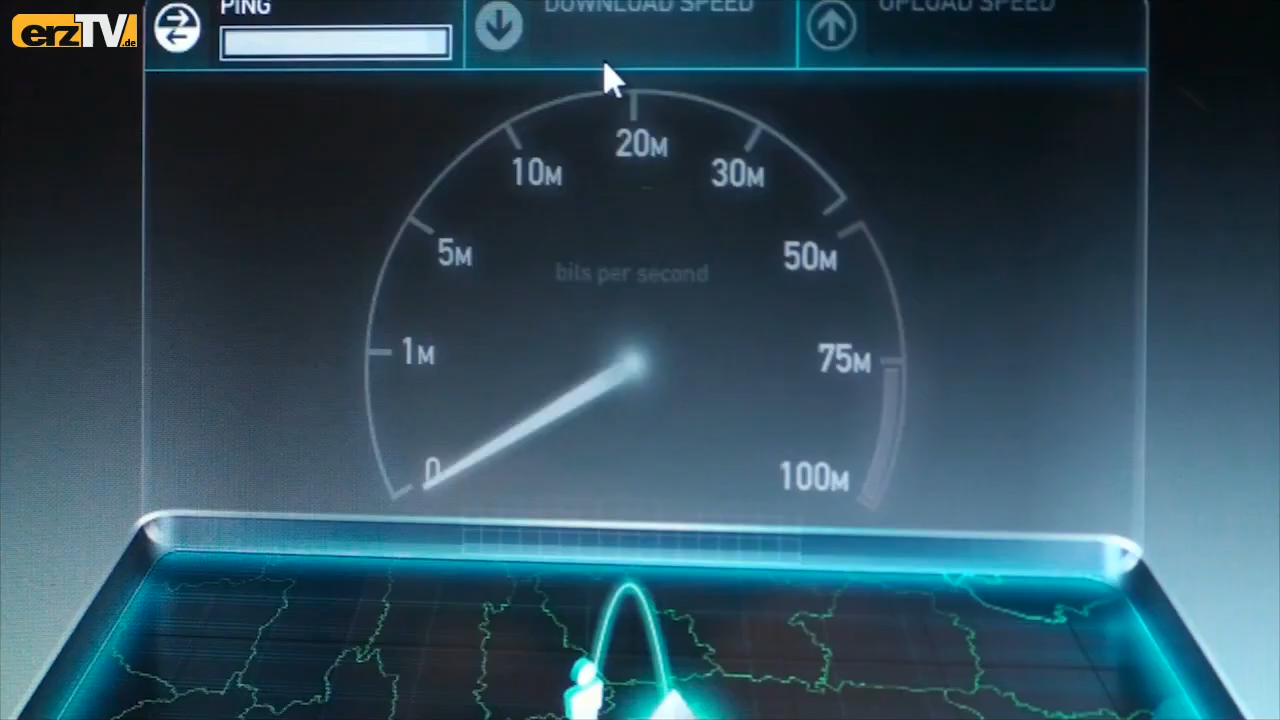 erzTV.de
PING
DOWNLOAD SPEED
UPLOAD SPEED
20M
10M
30M
5M
50M
bits per second
1M
75M
0
100M